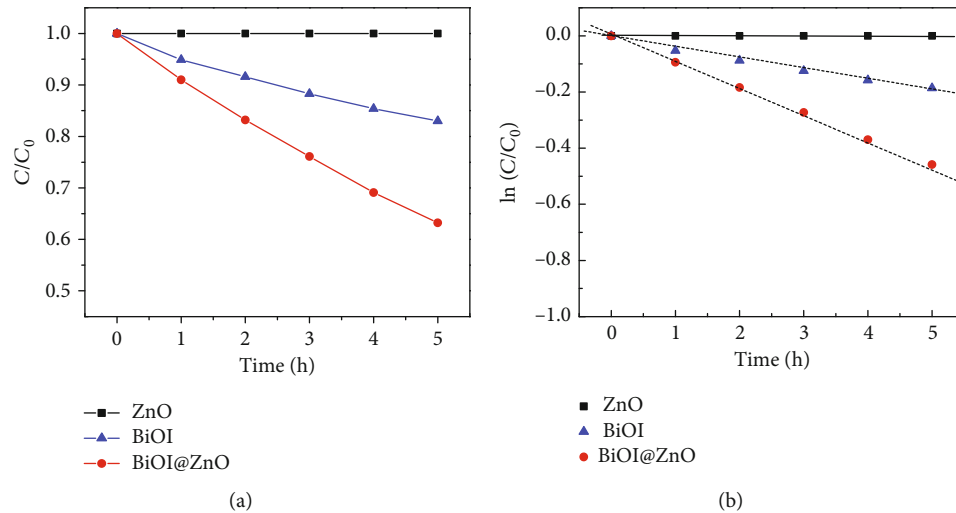 1.0
0.9
0.8
0.7
0.6
0.5
C/C0
0 1 2 3 4 5
Time (h)
ZnO
BiOI
BiOI@ZnO
(a)
0.0
−0.2
−0.4
−0.6
−0.8
−1.0
ln (C/C0)
0 1 2 3 4 5
Time (h)
ZnO
BiOI
BiOI@ZnO
(b)